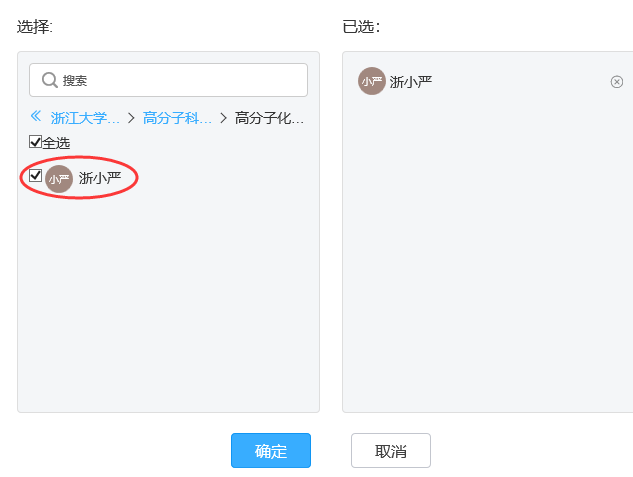 选择:
已选:
搜索
浙江大学... > 高分子科... > 高分子化...
全选
小严 浙小严
小严 浙小严
确定
取消